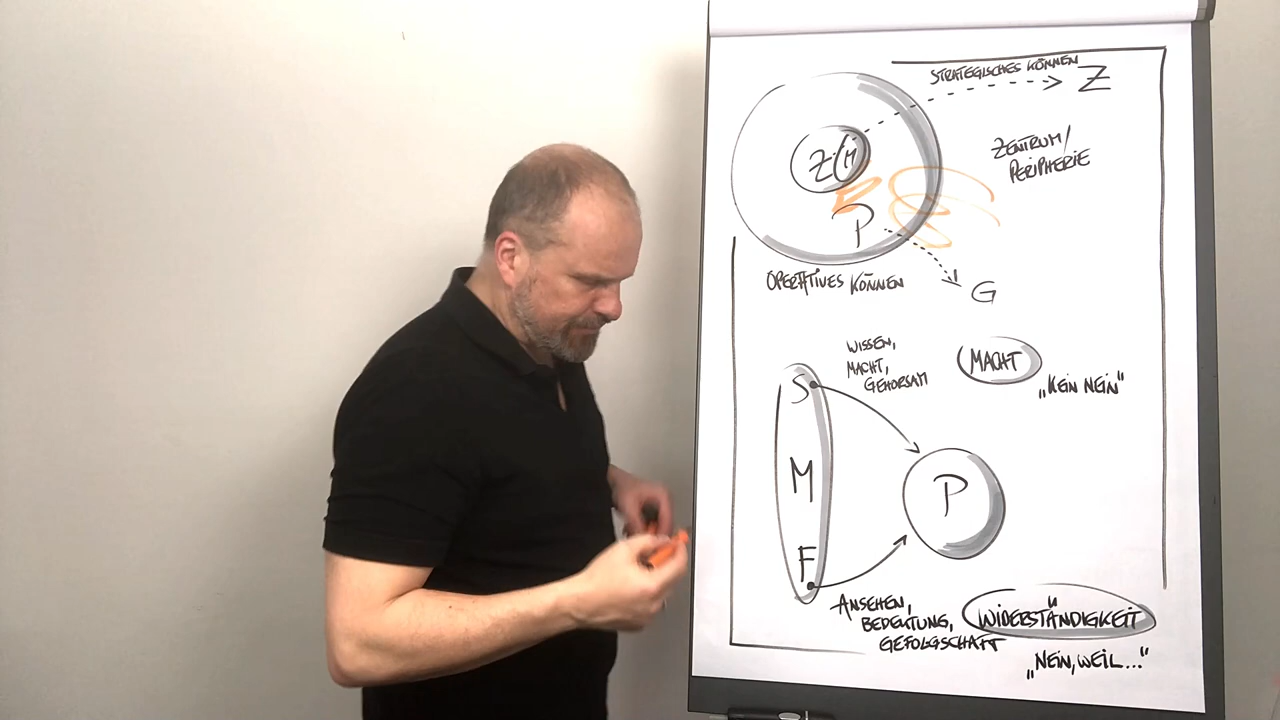 STRATEGISCHES KÖNNEN
Z
Z
M
P
ZENTRUM/
PERIPHERIE
OPERATIVES KÖNNEN
G
WISSEN,
MACHT,
GEHORSAM
MACHT
„KEIN NEIN“
S
M
F
P
ANSEHEN,
BEDEUTUNG,
GEFOLGSCHAFT
WIDERSTÄNDIGKEIT
„NEIN, WEIL...“